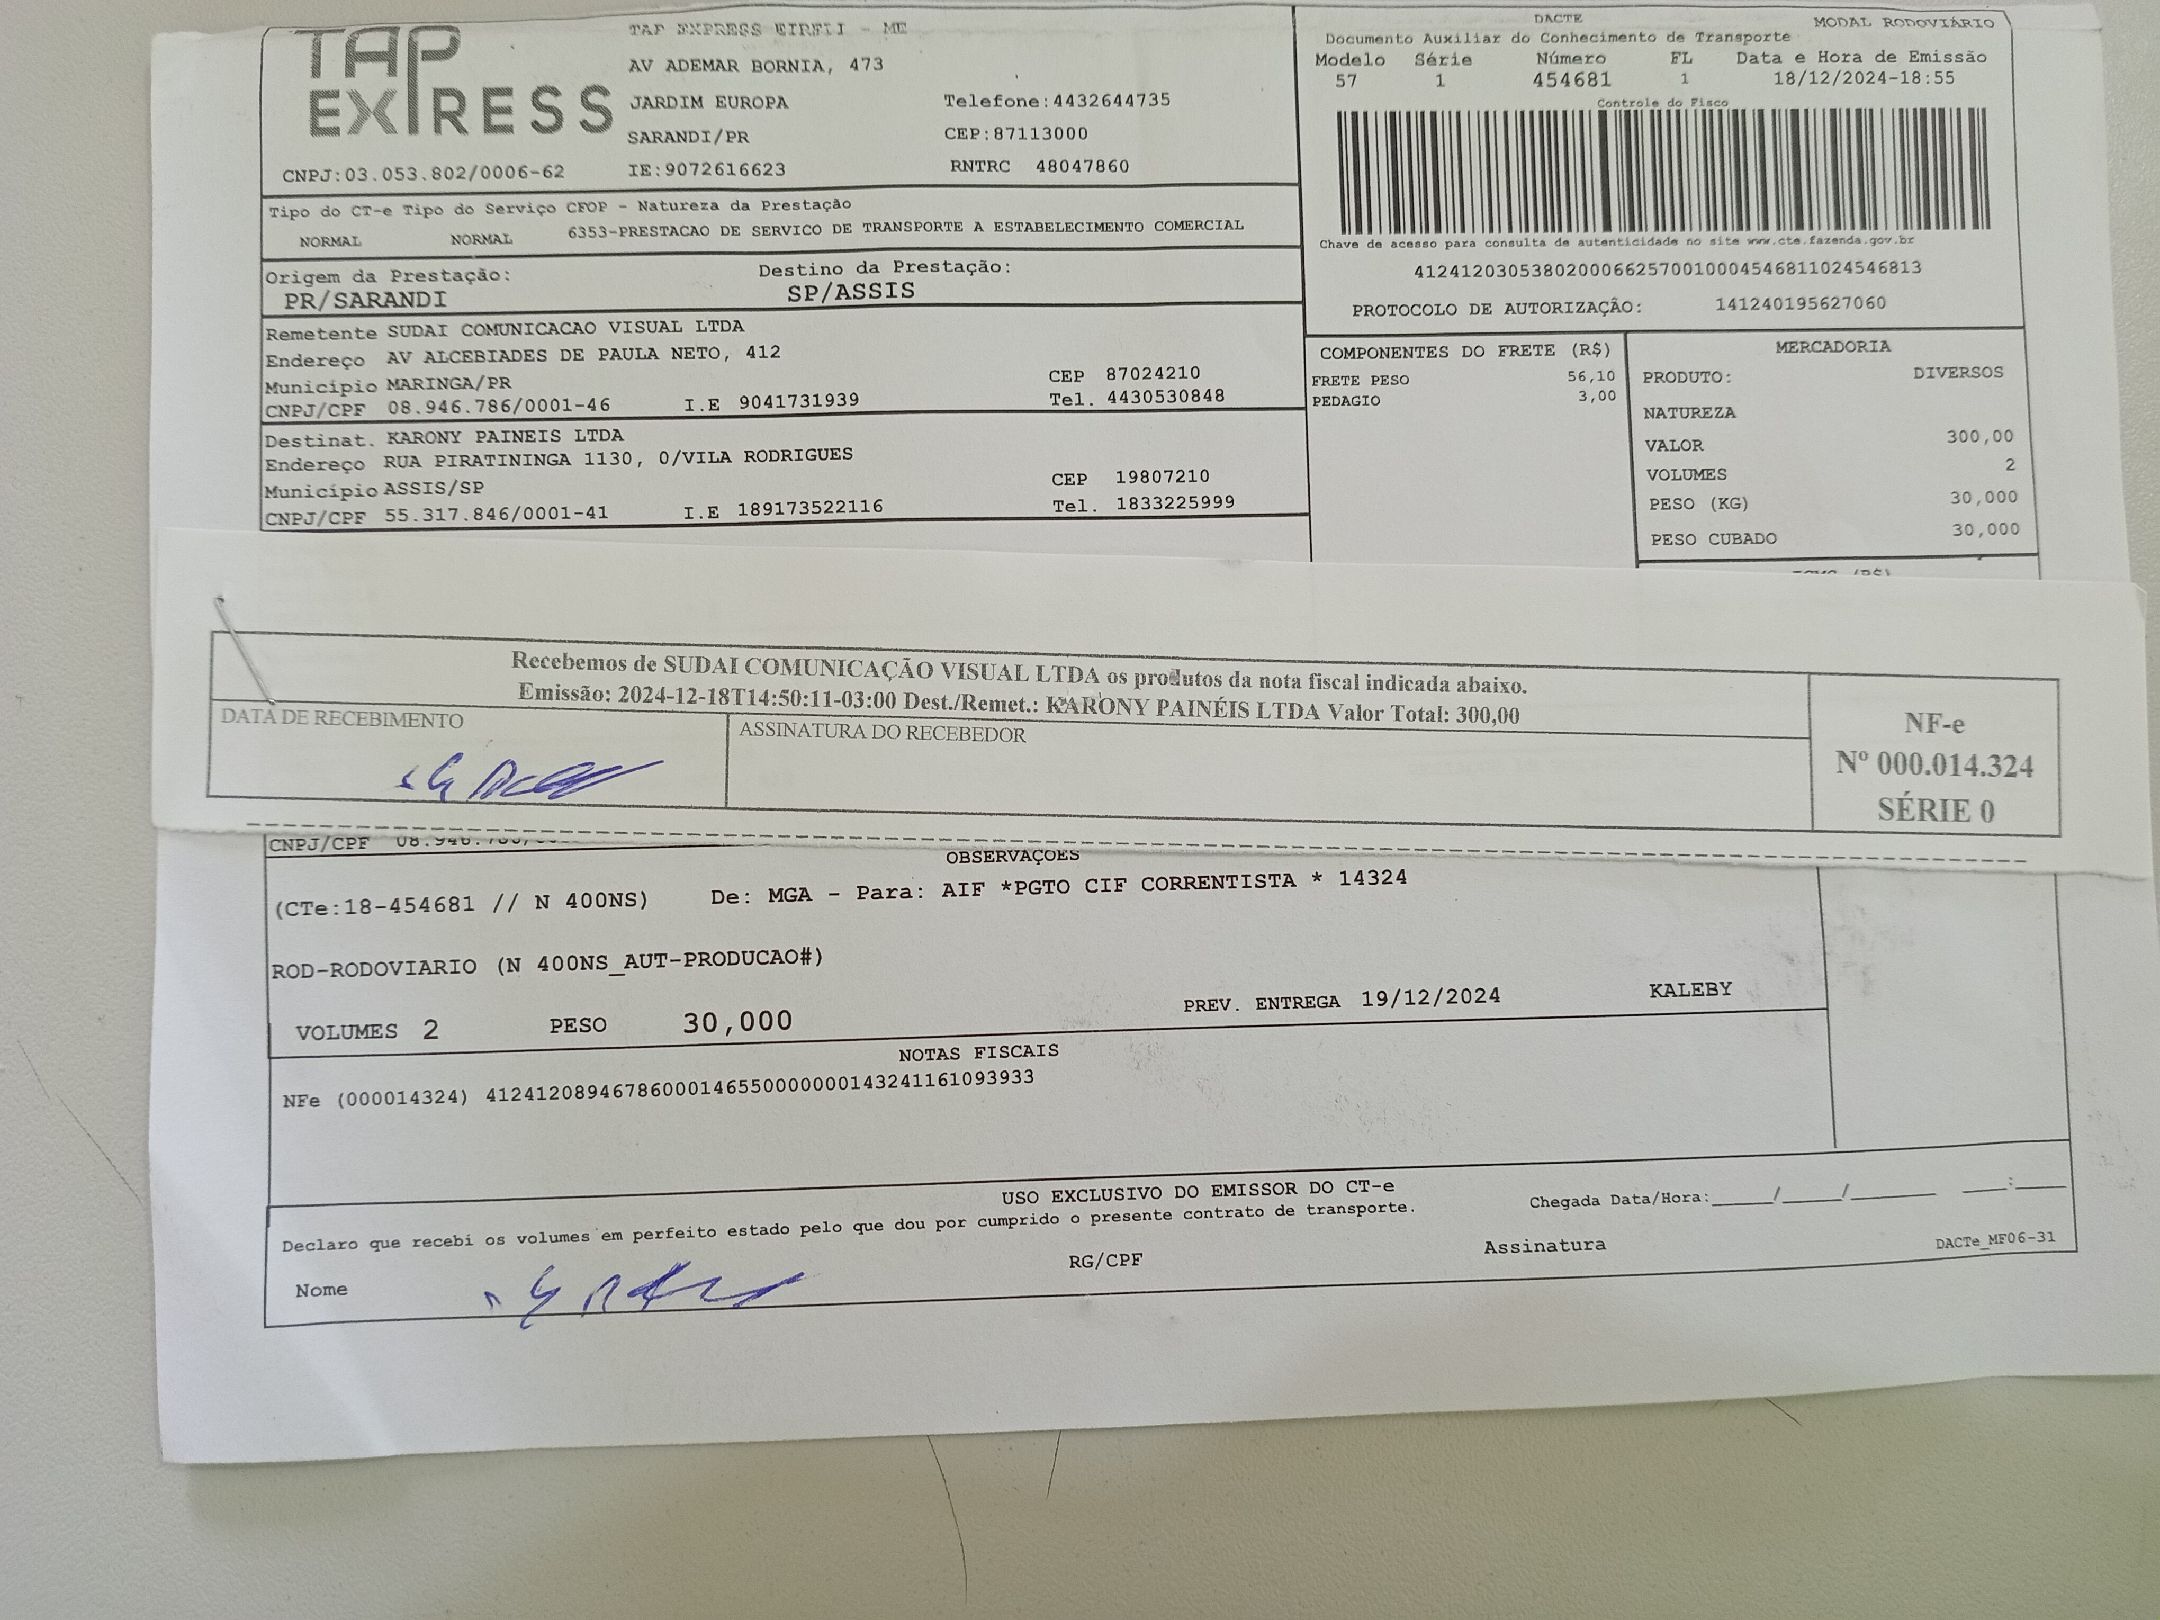 TAP EXPRESS
TAP EXPRESS EIRELI - ME
AV ADEMAR BORNIA, 473
JARDIM EUROPA
Telefone:4432644735
SARANDI/PR
CEP:87113000
CNPJ:03.053.802/0006-62
IE:9072616623
RNTRC 48047860
DACTE
MODAL RODOVIÁRIO
Documento Auxiliar do Conhecimento de Transporte
Modelo Série Número FL Data e Hora de Emissão
57 1 454681 1 18/12/2024-18:55
Controle do Fisco
Chave de acesso para consulta de autenticidade no site www.cte.fazenda.gov.br
41241203053802000662570010004546811024546813
PROTOCOLO DE AUTORIZAÇÃO: 141240195627060
Tipo do CT-e Tipo do Serviço CFOP - Natureza da Prestação
NORMAL NORMAL 6353-PRESTACAO DE SERVICO DE TRANSPORTE A ESTABELECIMENTO COMERCIAL
Origem da Prestação: Destino da Prestação:
PR/SARANDI SP/ASSIS
Remetente SUDAI COMUNICACAO VISUAL LTDA
Endereço AV ALCEBIADES DE PAULA NETO, 412
Município MARINGA/PR CEP 87024210
CNPJ/CPF 08.946.786/0001-46 I.E 9041731939 Tel. 4430530848
Destinat. KARONY PAINEIS LTDA
Endereço RUA PIRATININGA 1130, 0/VILA RODRIGUES
Município ASSIS/SP CEP 19807210
CNPJ/CPF 55.317.846/0001-41 I.E 189173522116 Tel. 1833225999
COMPONENTES DO FRETE (R$)
FRETE PESO 56,10
PEDAGIO 3,00
MERCADORIA
PRODUTO: DIVERSOS
NATUREZA
VALOR 300,00
VOLUMES 2
PESO (KG) 30,000
PESO CUBADO 30,000
Recebemos de SUDAI COMUNICAÇÃO VISUAL LTDA os produtos da nota fiscal indicada abaixo.
Emissão: 2024-12-18T14:50:11-03:00 Dest./Remet.: KARONY PAINÉIS LTDA Valor Total: 300,00
DATA DE RECEBIMENTO
ASSINATURA DO RECEBEDOR
NF-e
Nº 000.014.324
SÉRIE 0
CNPJ/CPF
OBSERVAÇOES
(CTe:18-454681 // N 400NS) De: MGA - Para: AIF *PGTO CIF CORRENTISTA * 14324
ROD-RODOVIARIO (N 400NS_AUT-PRODUCAO#)
PREV. ENTREGA 19/12/2024 KALEBY
VOLUMES 2 PESO 30,000
NOTAS FISCAIS
NFe (000014324) 41241208946786000146550000000143241161093933
USO EXCLUSIVO DO EMISSOR DO CT-e
Declaro que recebi os volumes em perfeito estado pelo que dou por cumprido o presente contrato de transporte.
Chegada Data/Hora:_____/_____/_______ ____:____
Nome RG/CPF Assinatura
DACTe_MF06-31